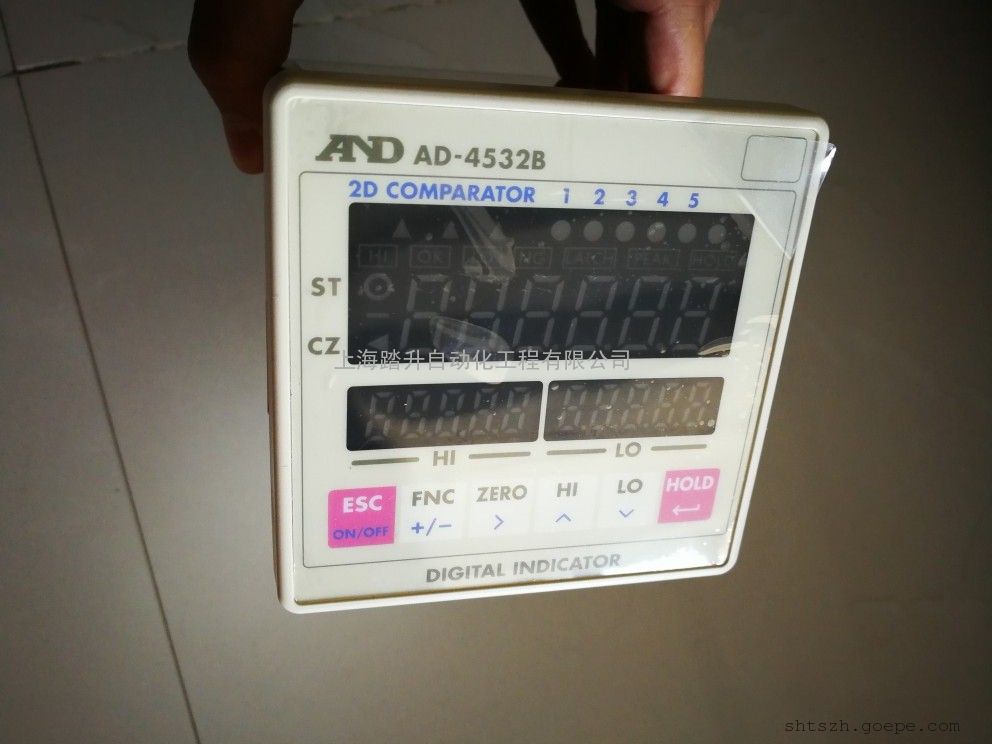 AND AD-4532B
2D COMPARATOR 1 2 3 4 5
HI OK LO NG LATCH PEAK HOLD
ST
CZ
上海踏升自动化工程有限公司
HI LO
ESC FNC ZERO HI LO HOLD
ON/OFF +/− > ^ ⌄ ↵
DIGITAL INDICATOR
shtszh.goepe.com